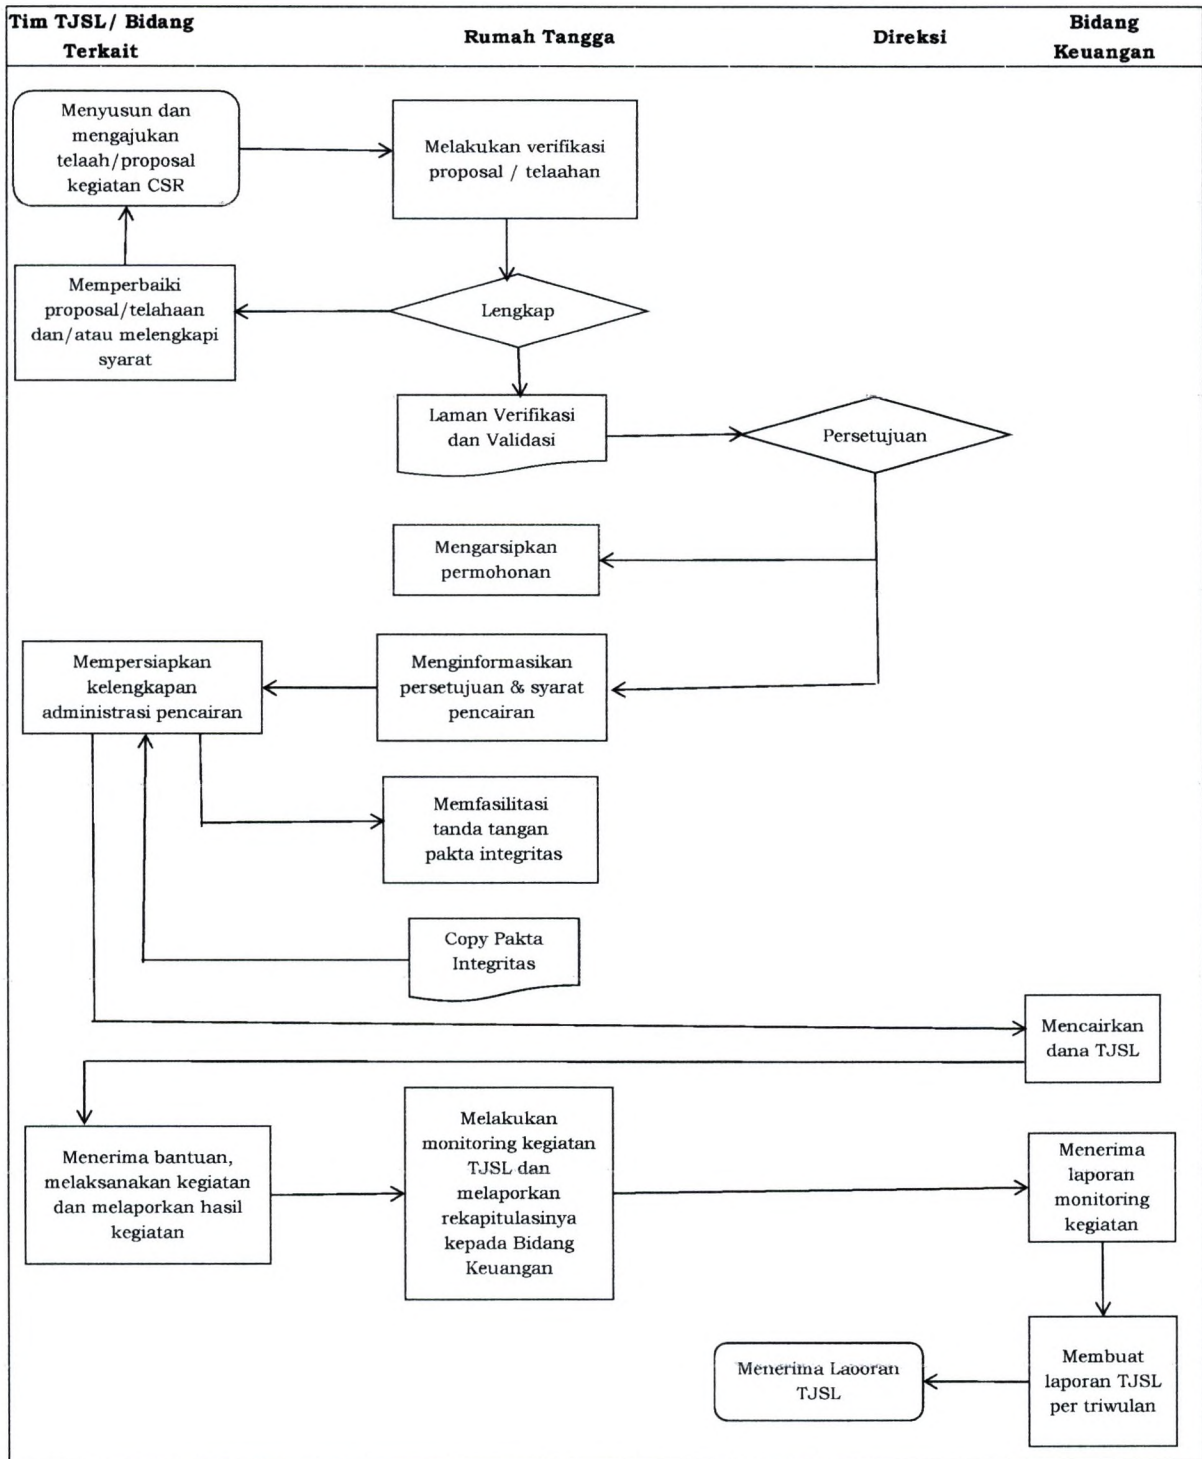 Tim TJSL/ Bidang
Terkait
Rumah Tangga
Direksi
Bidang
Keuangan
Menyusun dan
mengajukan
telaah/proposal
kegiatan CSR
Melakukan verifikasi
proposal / telaahan
Memperbaiki
proposal/telahaan
dan/atau melengkapi
syarat
Lengkap
Laman Verifikasi
dan Validasi
Persetujuan
Mengarsipkan
permohonan
Mempersiapkan
kelengkapan
administrasi pencairan
Menginformasikan
persetujuan & syarat
pencairan
Memfasilitasi
tanda tangan
pakta integritas
Copy Pakta
Integritas
Mencairkan
dana TJSL
Menerima bantuan,
melaksanakan kegiatan
dan melaporkan hasil
kegiatan
Melakukan
monitoring kegiatan
TJSL dan
melaporkan
rekapitulasinya
kepada Bidang
Keuangan
Menerima
laporan
monitoring
kegiatan
Menerima Laporan
TJSL
Membuat
laporan TJSL
per triwulan